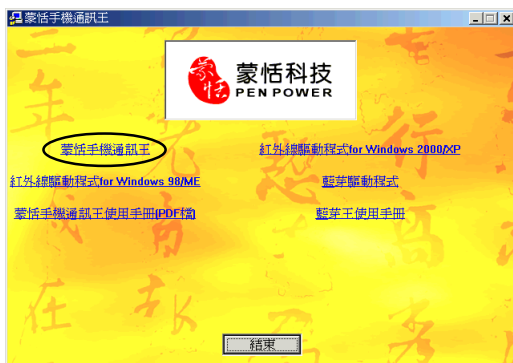 蒙恬手機通訊王
蒙恬
蒙恬科技
PENPOWER
蒙恬手機通訊王
紅外線驅動程式for Windows 2000/XP
紅外線驅動程式for Windows 98/ME
藍芽驅動程式
蒙恬手機通訊王使用手冊(PDF檔)
藍芽王使用手冊
結束